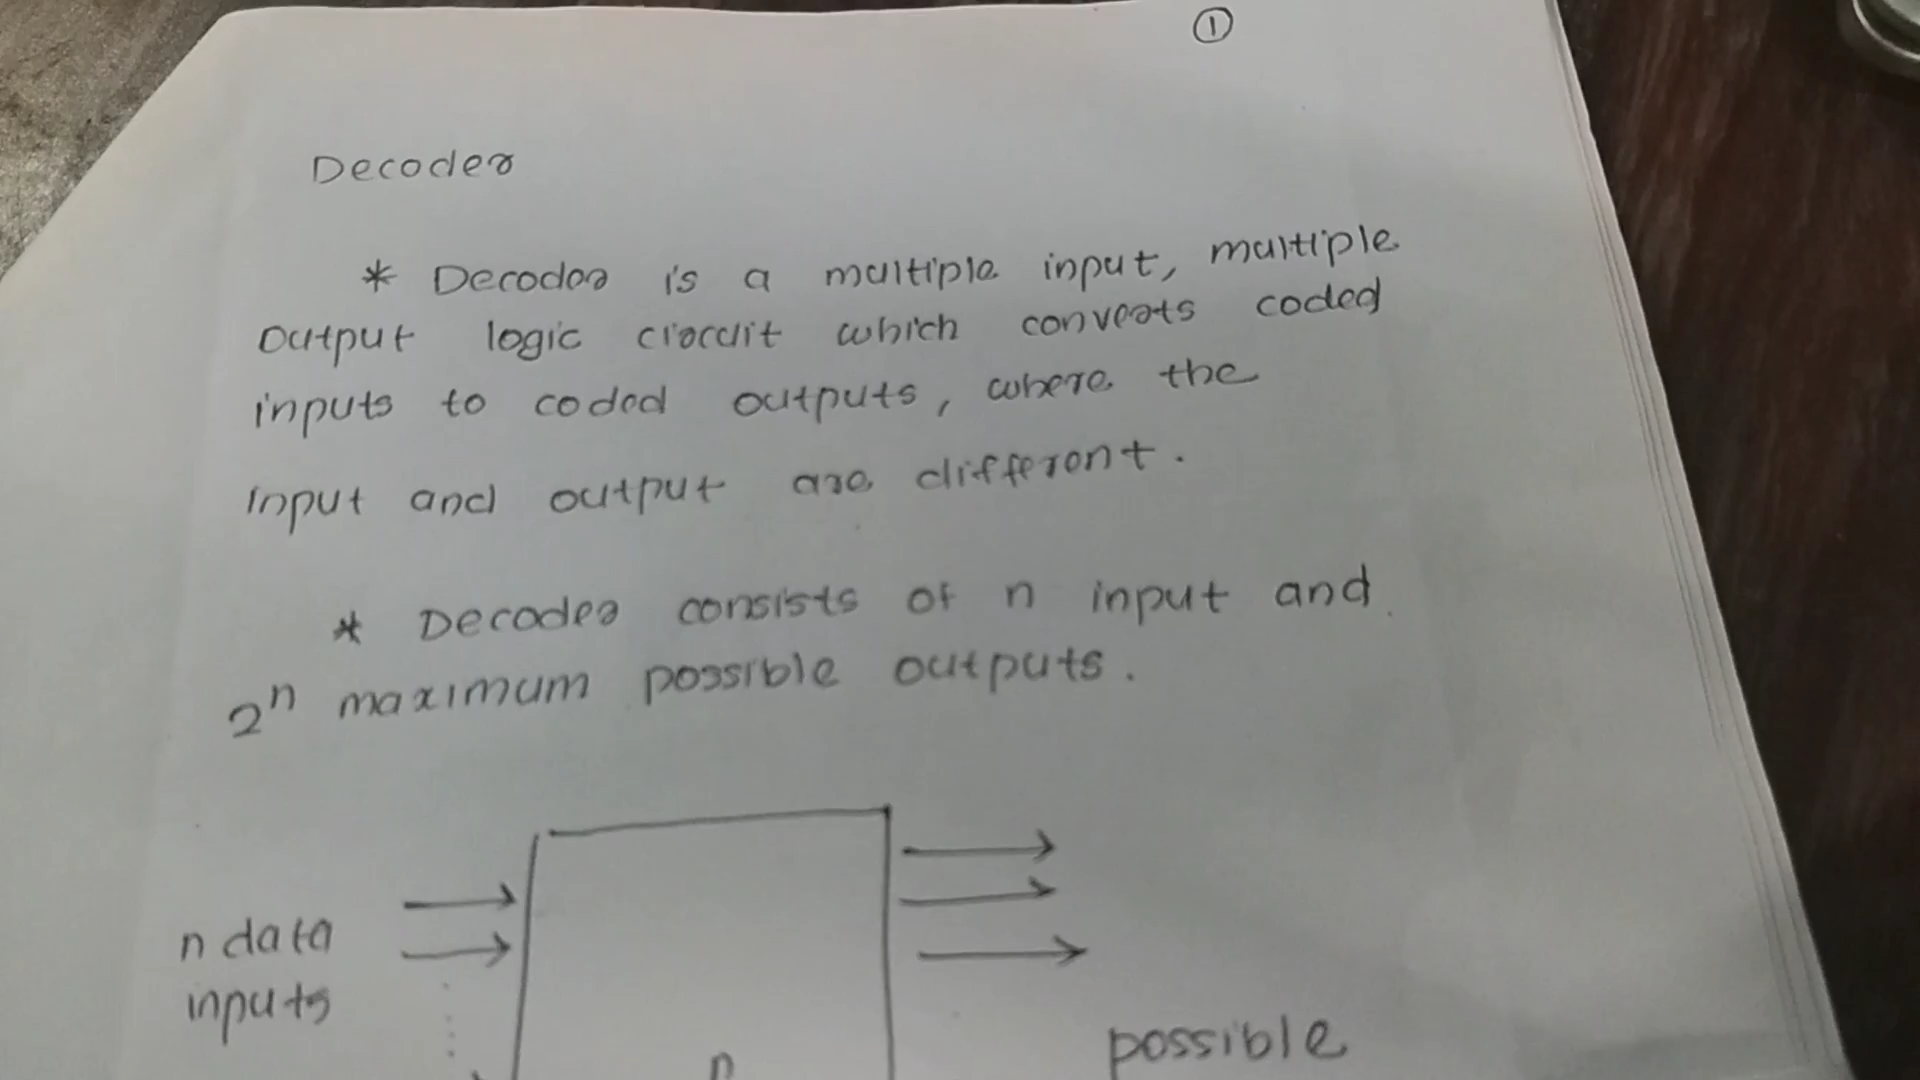 ①
Decoder
* Decoder is a multiple input, multiple
output logic circuit which converts coded
inputs to coded outputs, where the
input and output are different.
* Decoder consists of n input and
2ⁿ maximum possible outputs.
n data
inputs
n
possible